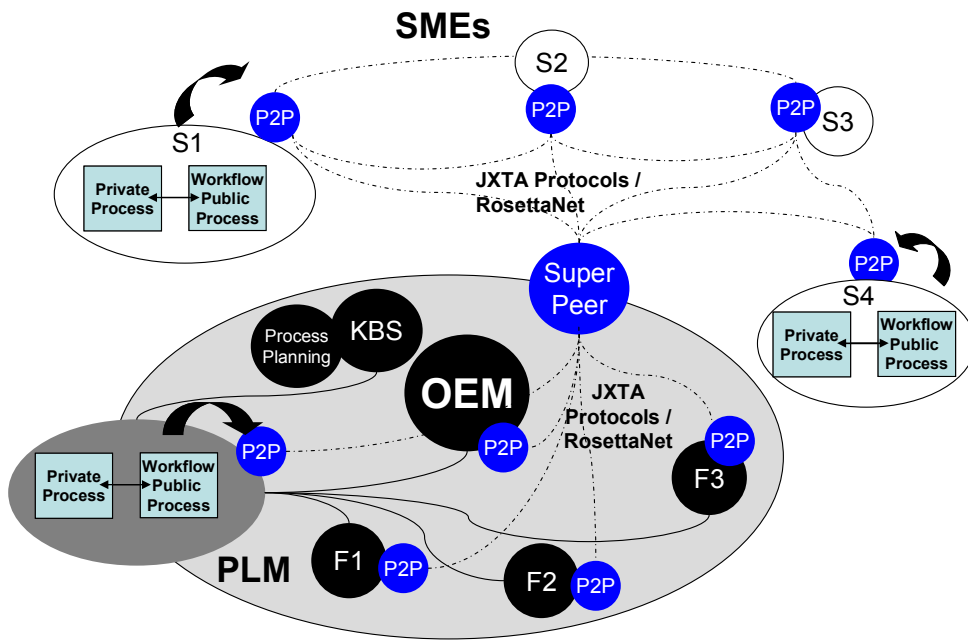 SMEs
S2
P2P
P2P
P2P
S3
S1
Private
Process
Workflow
Public
Process
JXTA Protocols /
RosettaNet
P2P
S4
Private
Process
Workflow
Public
Process
Super
Peer
Process
Planning
KBS
OEM
P2P
JXTA
Protocols /
RosettaNet
P2P
F3
P2P
Private
Process
Workflow
Public
Process
PLM
F1
P2P
F2
P2P